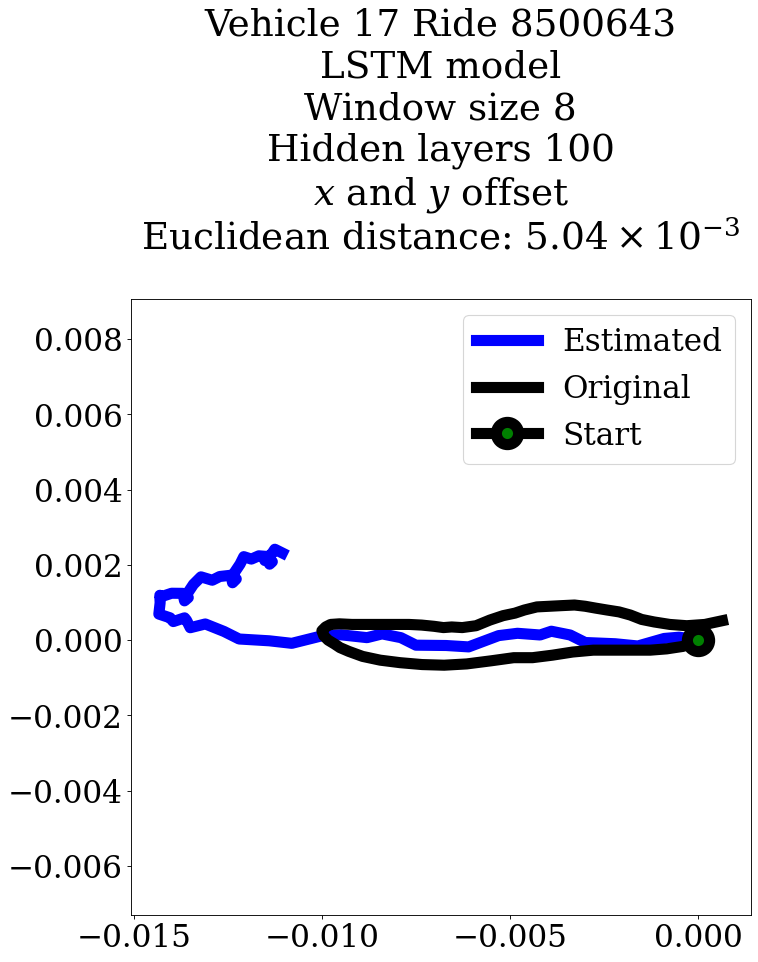 Vehicle 17 Ride 8500643
LSTM model
Window size 8
Hidden layers 100
x and y offset
Euclidean distance: 5.04 × 10⁻³
Estimated
Original
Start
0.008
0.006
0.004
0.002
0.000
−0.002
−0.004
−0.006
−0.015 −0.010 −0.005 0.000